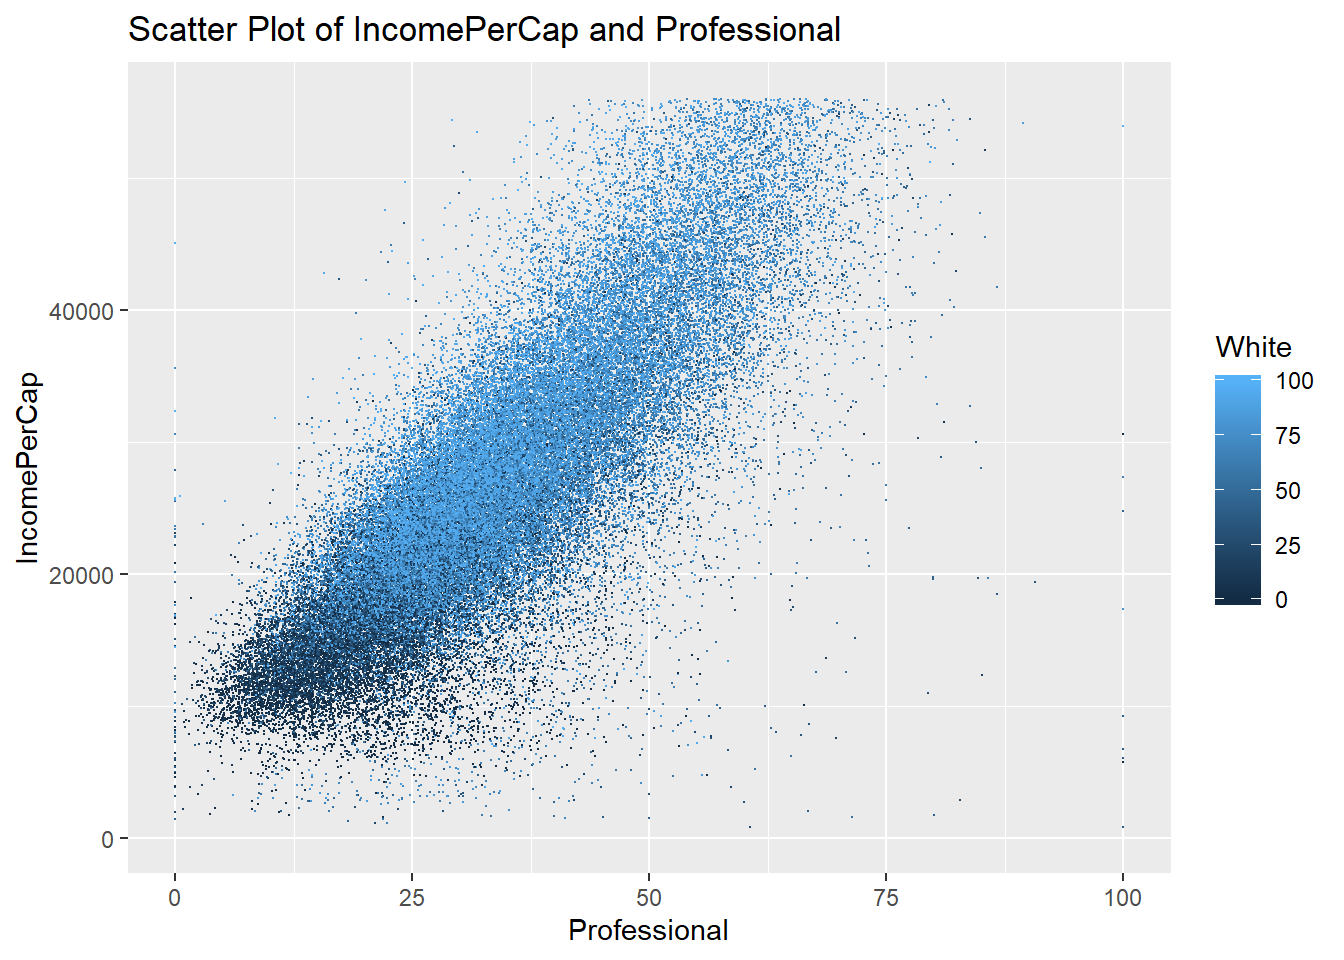 Scatter Plot of IncomePerCap and Professional
IncomePerCap
40000
20000
0
0 25 50 75 100
Professional
White
100
75
50
25
0